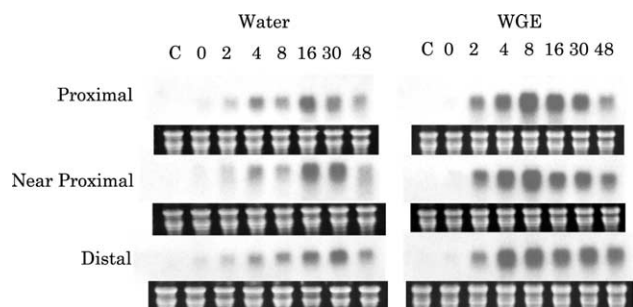 Water WGE
C 0 2 4 8 16 30 48 C 0 2 4 8 16 30 48
Proximal
Near Proximal
Distal